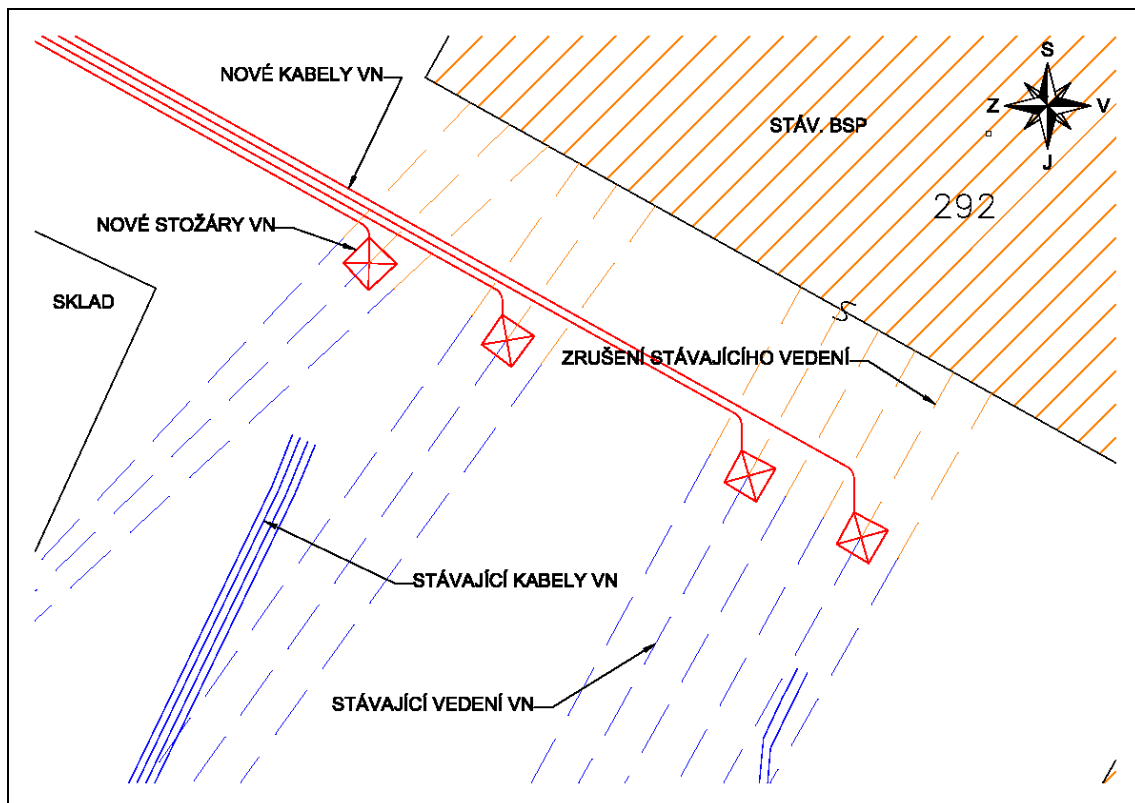 S
NOVÉ KABELY VN
Z
V
STÁV. BSP
J
292
NOVÉ STOŽÁRY VN
SKLAD
ZRUŠENÍ STÁVAJÍCÍHO VEDENÍ
STÁVAJÍCÍ KABELY VN
STÁVAJÍCÍ VEDENÍ VN